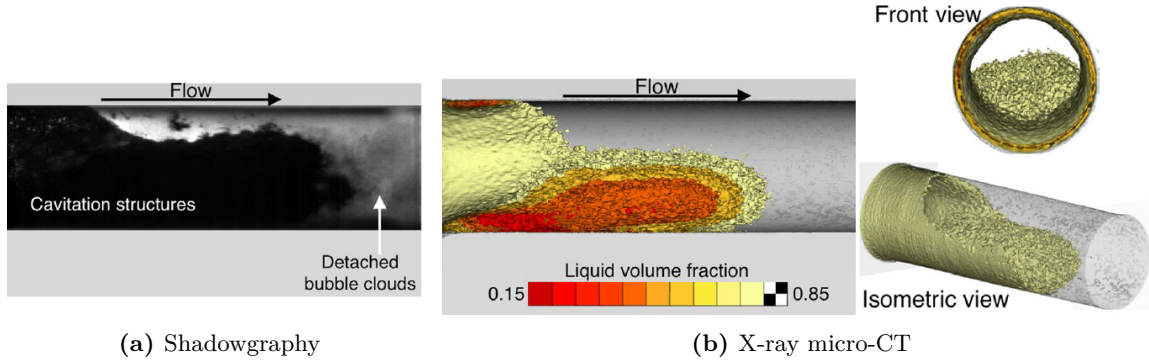 Flow
Cavitation structures
Detached
bubble clouds
(a) Shadowgraphy
Flow
Liquid volume fraction
0.15
0.85
Front view
Isometric view
(b) X-ray micro-CT